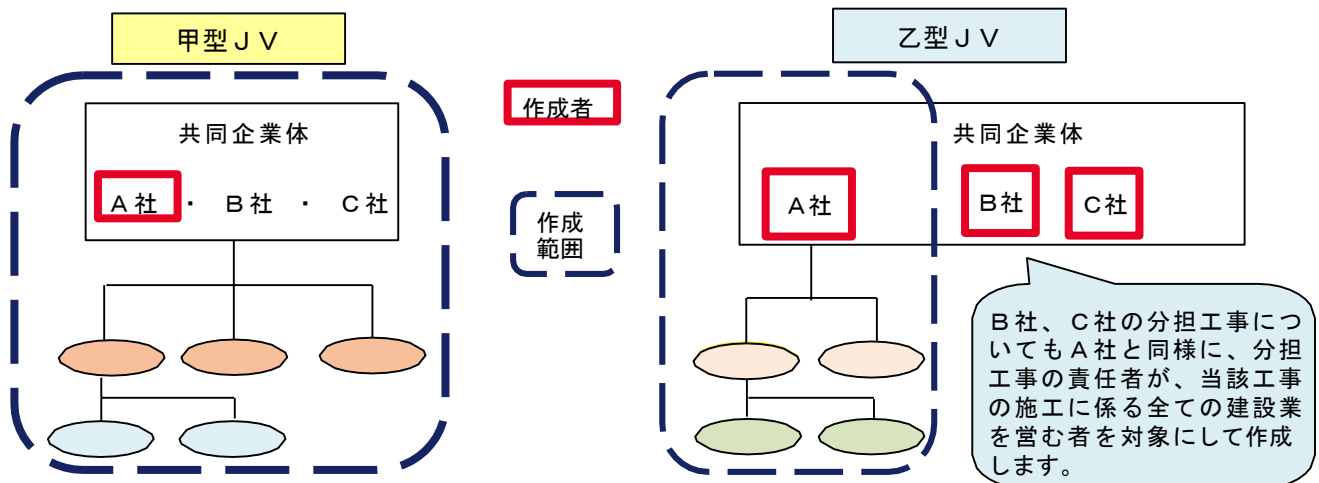 甲型ＪＶ
共同企業体
Ａ社 ・ Ｂ社 ・ Ｃ社
作成者
作成
範囲
乙型ＪＶ
共同企業体
Ａ社
Ｂ社
Ｃ社
Ｂ社、Ｃ社の分担工事につ
いてもＡ社と同様に、分担
工事の責任者が、当該工事
の施工に係る全ての建設業
を営む者を対象にして作成
します。